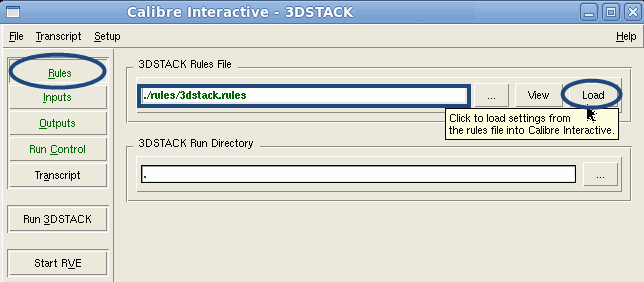 Calibre Interactive - 3DSTACK
File Transcript Setup Help
Rules
3DSTACK Rules File
./rules/3dstack.rules ... View Load
Inputs
Click to load settings from
the rules file into Calibre Interactive.
Outputs
3DSTACK Run Directory
Run Control
Transcript
. ...
Run 3DSTACK
Start RVE